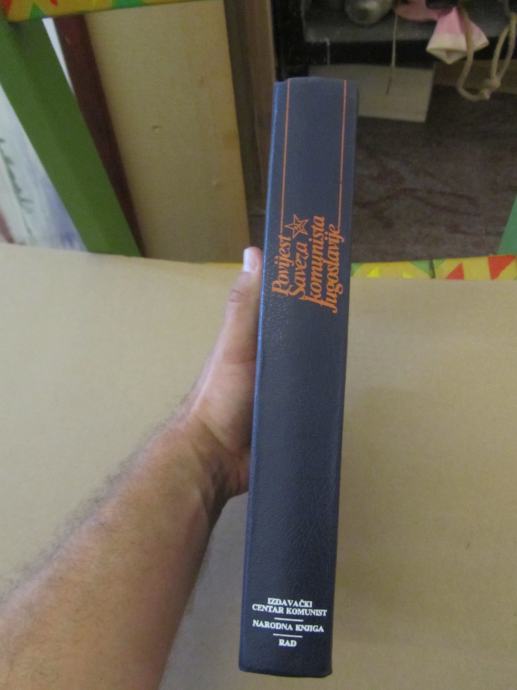 Povijest
Saveza
komunista
Jugoslavije
IZDAVAČKI
CENTAR KOMUNIST
NARODNA KNJIGA
RAD